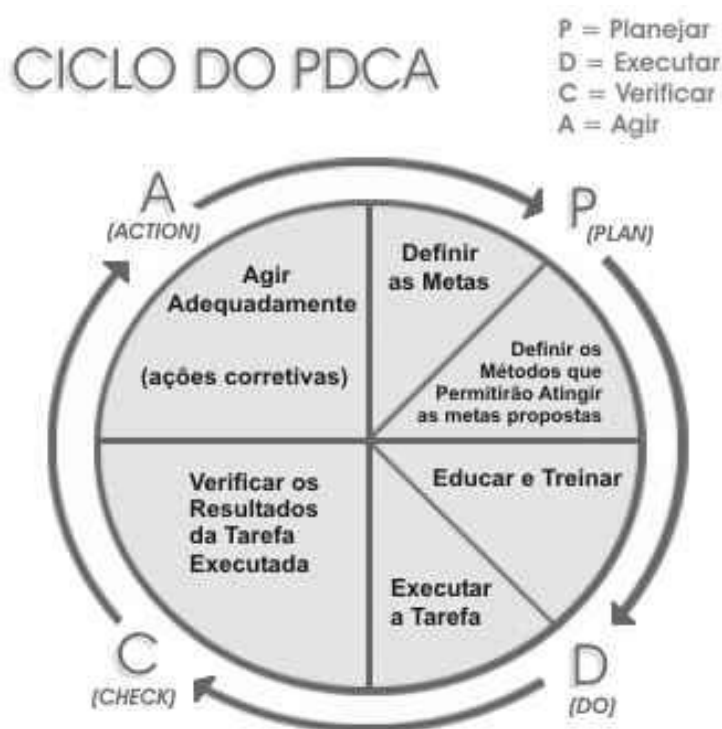 CICLO DO PDCA
P = Planejar
D = Executar
C = Verificar
A = Agir
A
(ACTION)
P
(PLAN)
Definir
as Metas
Agir
Adequadamente
(ações corretivas)
Definir os
Métodos que
Permitirão Atingir
as metas propostas
Verificar os
Resultados
da Tarefa
Executada
Educar e Treinar
Executar
a Tarefa
C
(CHECK)
D
(DO)